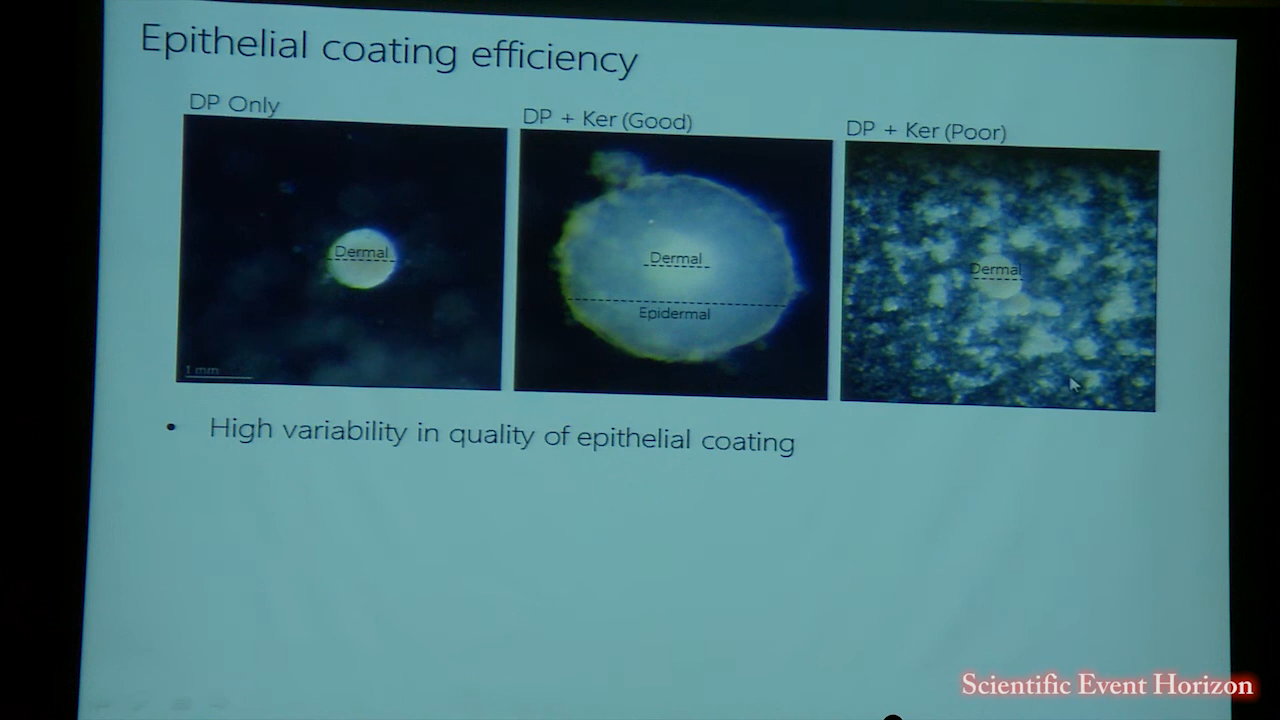 Epithelial coating efficiency
DP Only
DP + Ker (Good)
DP + Ker (Poor)
Dermal
1 mm
Dermal
Epidermal
Dermal
• High variability in quality of epithelial coating
Scientific Event Horizon